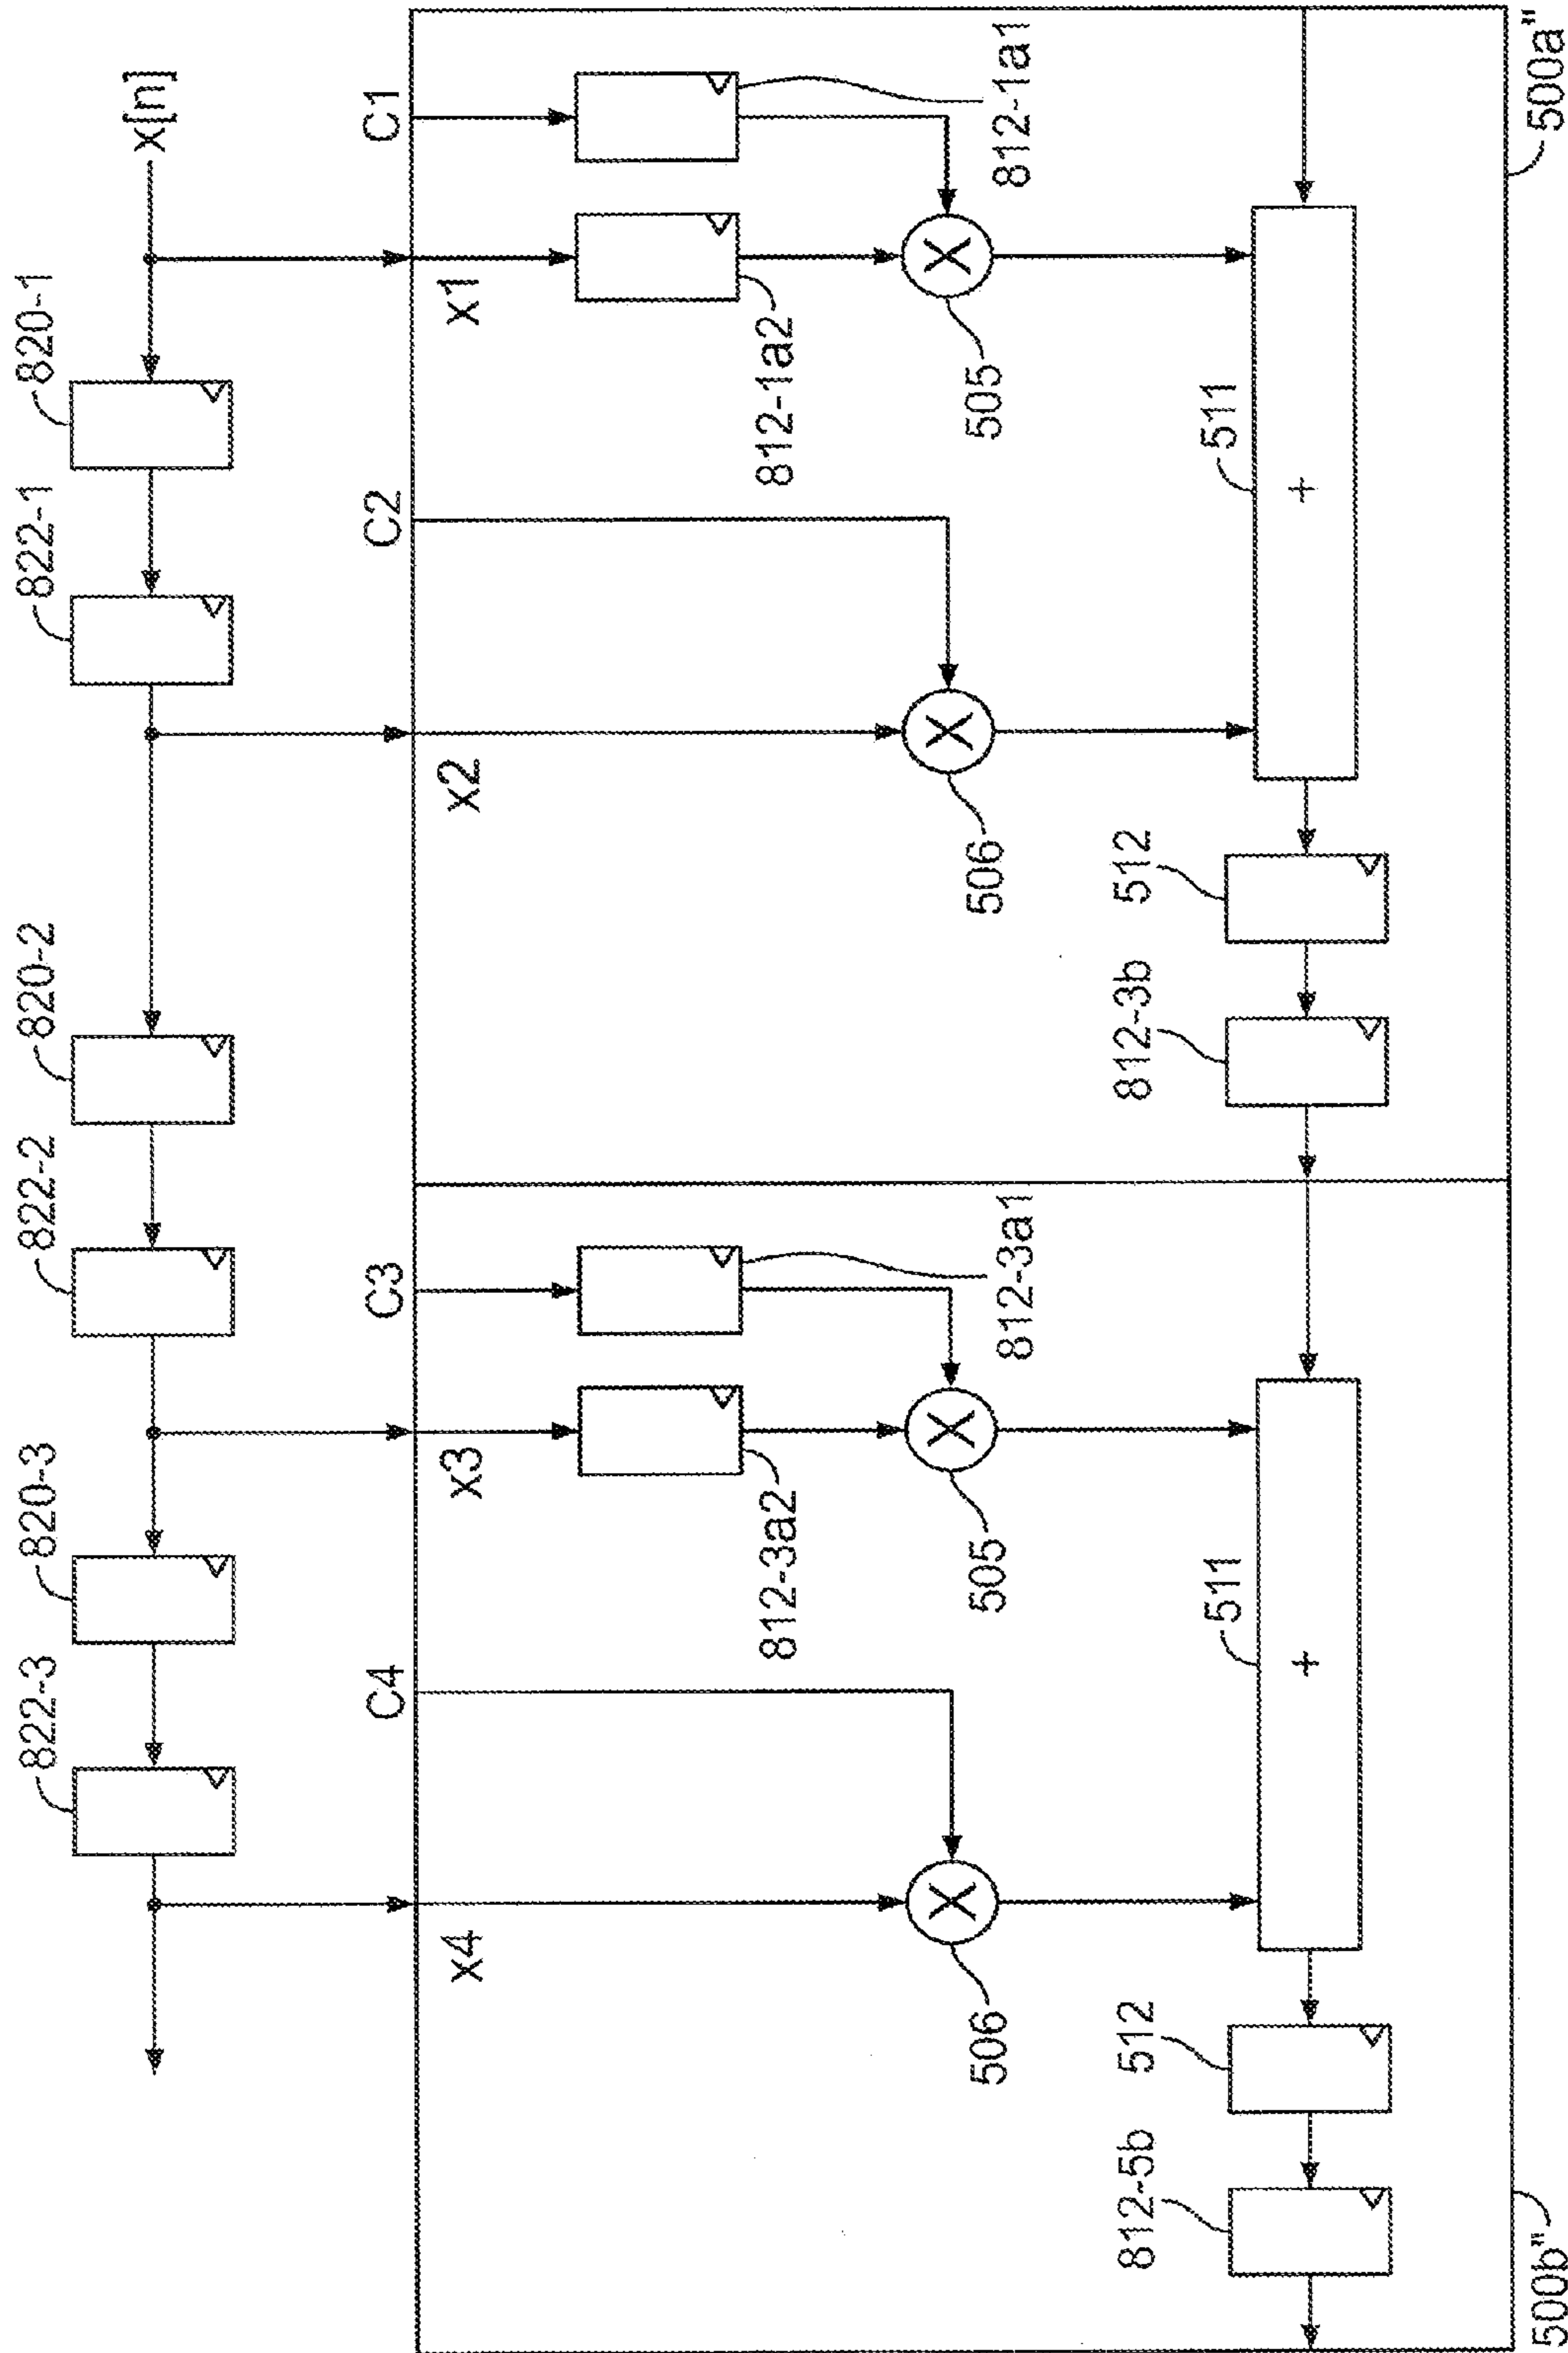 822-3
820-3
822-2
820-2
822-1
820-1
x[n]
C4
C3
C2
C1
x4
x3
x2
x1
812-3a2
812-3a1
812-1a2
812-1a1
506
505
506
505
511
511
812-5b
512
812-3b
512
+
+
X
X
X
X
500b"
500a"